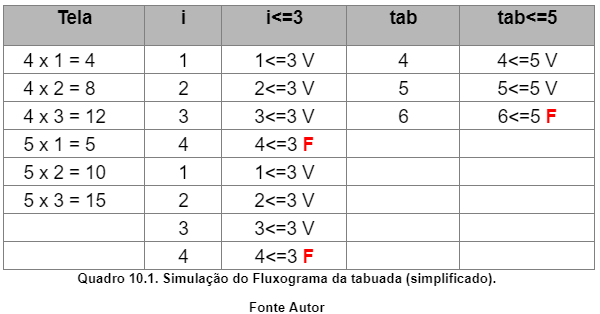 Tela i i<=3 tab tab<=5
4 x 1 = 4 1 1<=3 V 4 4<=5 V
4 x 2 = 8 2 2<=3 V 5 5<=5 V
4 x 3 = 12 3 3<=3 V 6 6<=5 F
5 x 1 = 5 4 4<=3 F
5 x 2 = 10 1 1<=3 V
5 x 3 = 15 2 2<=3 V
3 3<=3 V
4 4<=3 F
Quadro 10.1. Simulação do Fluxograma da tabuada (simplificado).
Fonte Autor